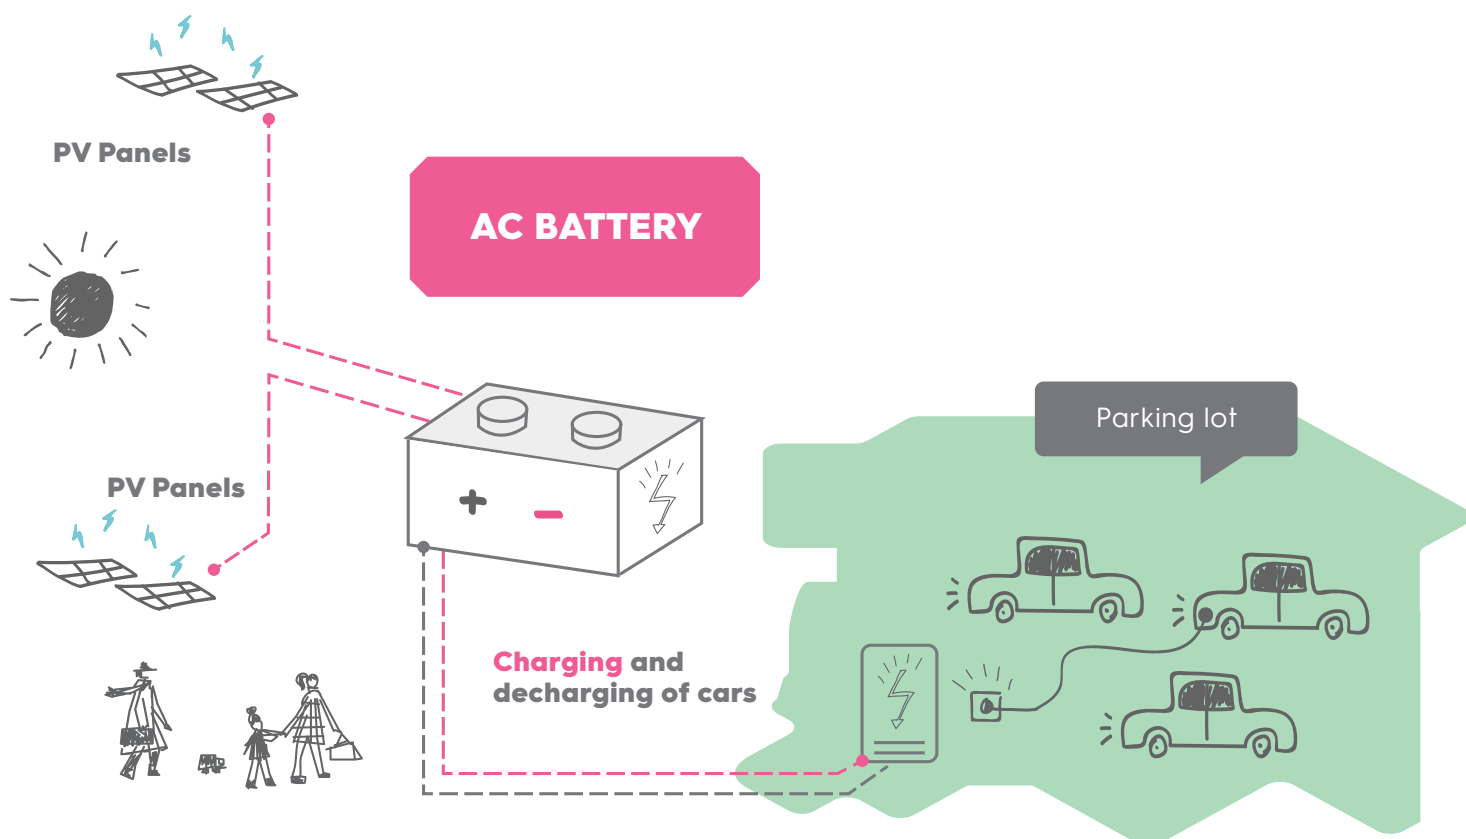 PV Panels
AC BATTERY
Parking lot
PV Panels
Charging and
decharging of cars